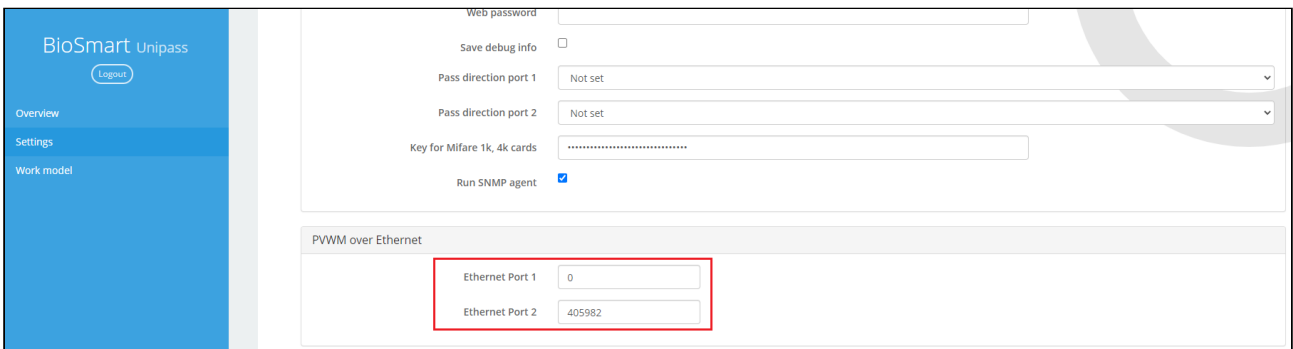 Web password
BioSmart Unipass
Logout
Save debug info
Pass direction port 1 Not set
Overview
Pass direction port 2 Not set
Settings
Key for Mifare 1k, 4k cards ••••••••••••••••••••••••••••••••
Work model
Run SNMP agent
PVWM over Ethernet
Ethernet Port 1 0
Ethernet Port 2 405982